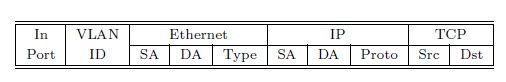 In VLAN Ethernet IP TCP
Port ID SA DA Type SA DA Proto Src Dst